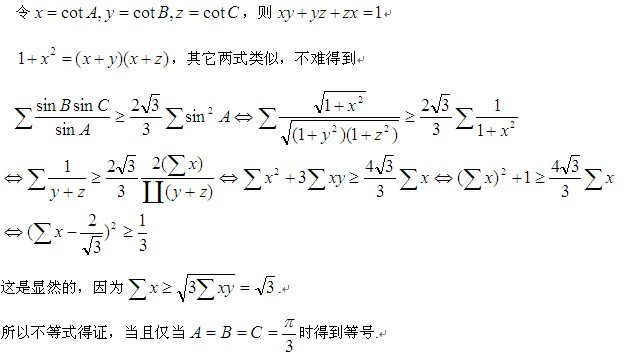 令 x = cot A, y = cot B, z = cot C，则 xy + yz + zx = 1↵
1 + x² = (x + y)(x + z)，其它两式类似，不难得到↵
∑ (sin B sin C)/(sin A) ≥ (2√3)/3 ∑ sin² A ⇔ ∑ √(1 + x²)/√((1 + y²)(1 + z²)) ≥ (2√3)/3 ∑ 1/(1 + x²)
⇔ ∑ 1/(y + z) ≥ (2√3)/3 · 2(∑ x)/∏(y + z) ⇔ ∑ x² + 3∑ xy ≥ (4√3)/3 ∑ x ⇔ (∑ x)² + 1 ≥ (4√3)/3 ∑ x
⇔ (∑ x − 2/√3)² ≥ 1/3
这是显然的，因为 ∑ x ≥ √(3∑ xy) = √3 .↵
所以不等式得证，当且仅当 A = B = C = π/3 时得到等号.↵